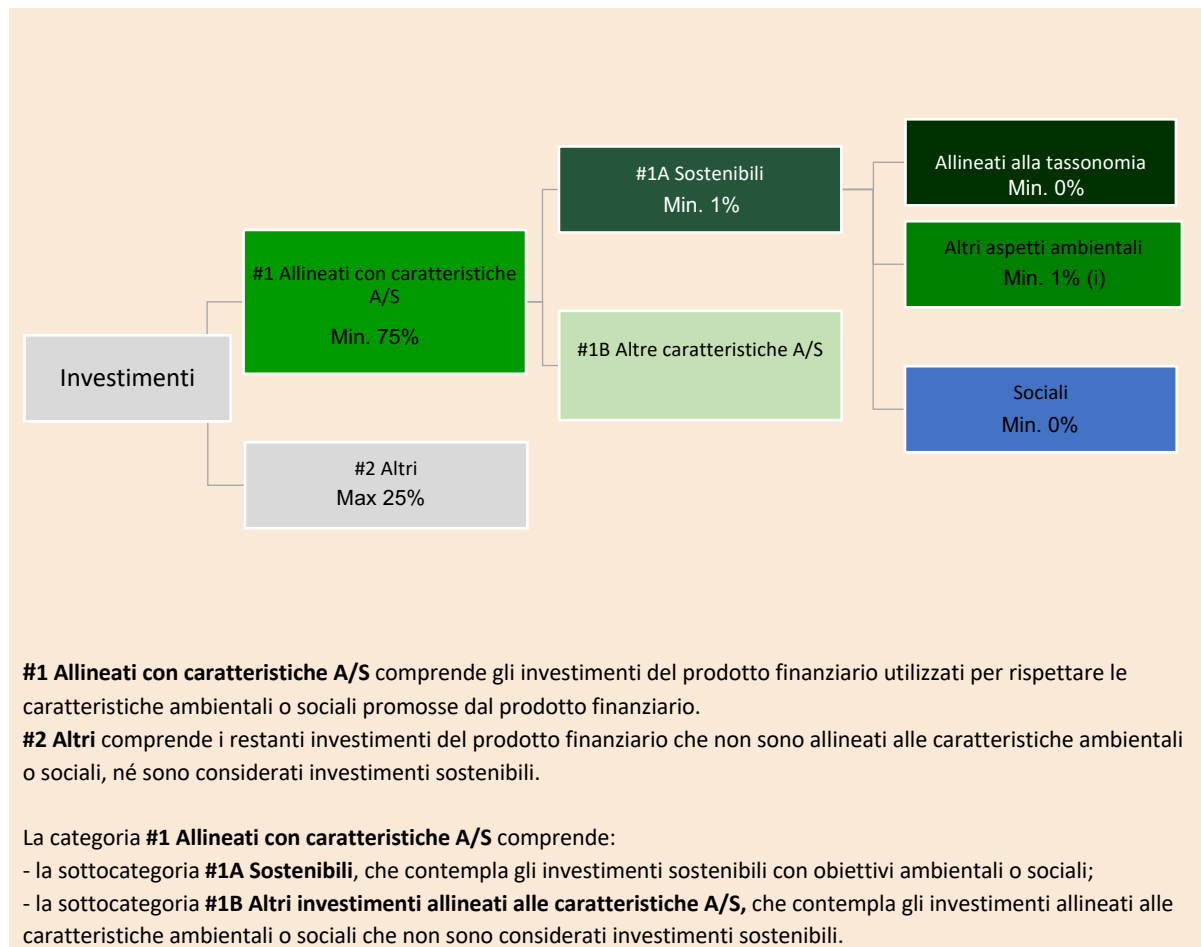 Investimenti
#1 Allineati con caratteristiche
A/S
Min. 75%
#2 Altri
Max 25%
#1A Sostenibili
Min. 1%
#1B Altre caratteristiche A/S
Allineati alla tassonomia
Min. 0%
Altri aspetti ambientali
Min. 1% (i)
Sociali
Min. 0%
#1 Allineati con caratteristiche A/S comprende gli investimenti del prodotto finanziario utilizzati per rispettare le
caratteristiche ambientali o sociali promosse dal prodotto finanziario.
#2 Altri comprende i restanti investimenti del prodotto finanziario che non sono allineati alle caratteristiche ambientali
o sociali, né sono considerati investimenti sostenibili.
La categoria #1 Allineati con caratteristiche A/S comprende:
- la sottocategoria #1A Sostenibili, che contempla gli investimenti sostenibili con obiettivi ambientali o sociali;
- la sottocategoria #1B Altri investimenti allineati alle caratteristiche A/S, che contempla gli investimenti allineati alle
caratteristiche ambientali o sociali che non sono considerati investimenti sostenibili.